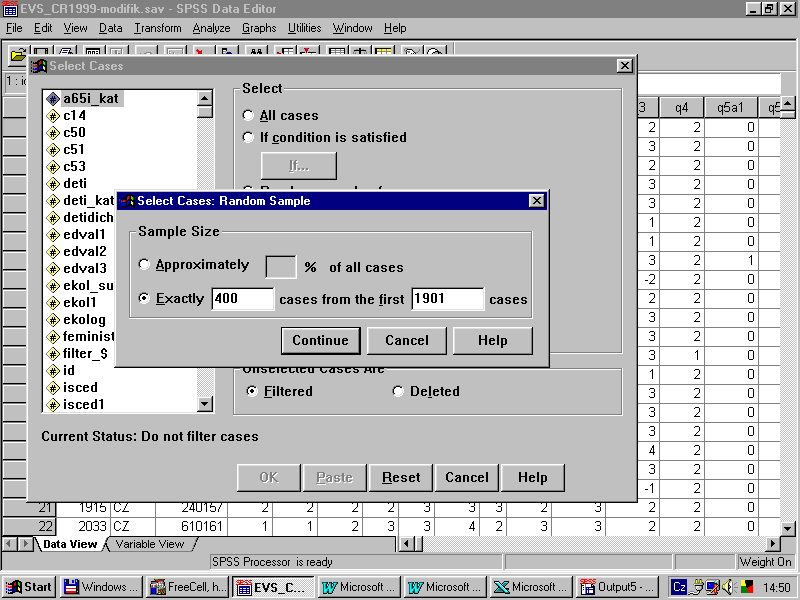 EVS_CR1999-modifik.sav - SPSS Data Editor
File Edit View Data Transform Analyze Graphs Utilities Window Help
Select Cases
a65i_kat
c14
c50
c51
c53
deti
deti_kat
detidich
edval1
edval2
edval3
ekol_su
ekol1
ekolog
feminist
filter_$
id
isced
isced1
Select
All cases
If condition is satisfied
If...
Select Cases: Random Sample
Sample Size
Approximately % of all cases
Exactly 400 cases from the first 1901 cases
Continue Cancel Help
Unselected Cases Are
Filtered Deleted
Current Status: Do not filter cases
OK Paste Reset Cancel Help
3 q4 q5a1
2 2 0
3 2 0
2 2 0
3 2 0
3 2 0
1 2 0
1 2 0
3 2 1
-2 2 0
2 2 0
3 2 0
3 2 0
3 1 0
1 2 0
3 2 0
3 2 0
3 2 0
4 2 0
3 2 0
-1 2 0
21 1915 CZ 240157 2 2 2 2 3 3 2 3 2 2 0
22 2033 CZ 610161 1 1 2 3 3 4 2 3 3 2 2 0
Data View Variable View
SPSS Processor is ready Weight On
Start Windows ... FreeCell, h... EVS_C... Microsoft ... Microsoft ... Microsoft ... Output5 - ... Cz 14:50